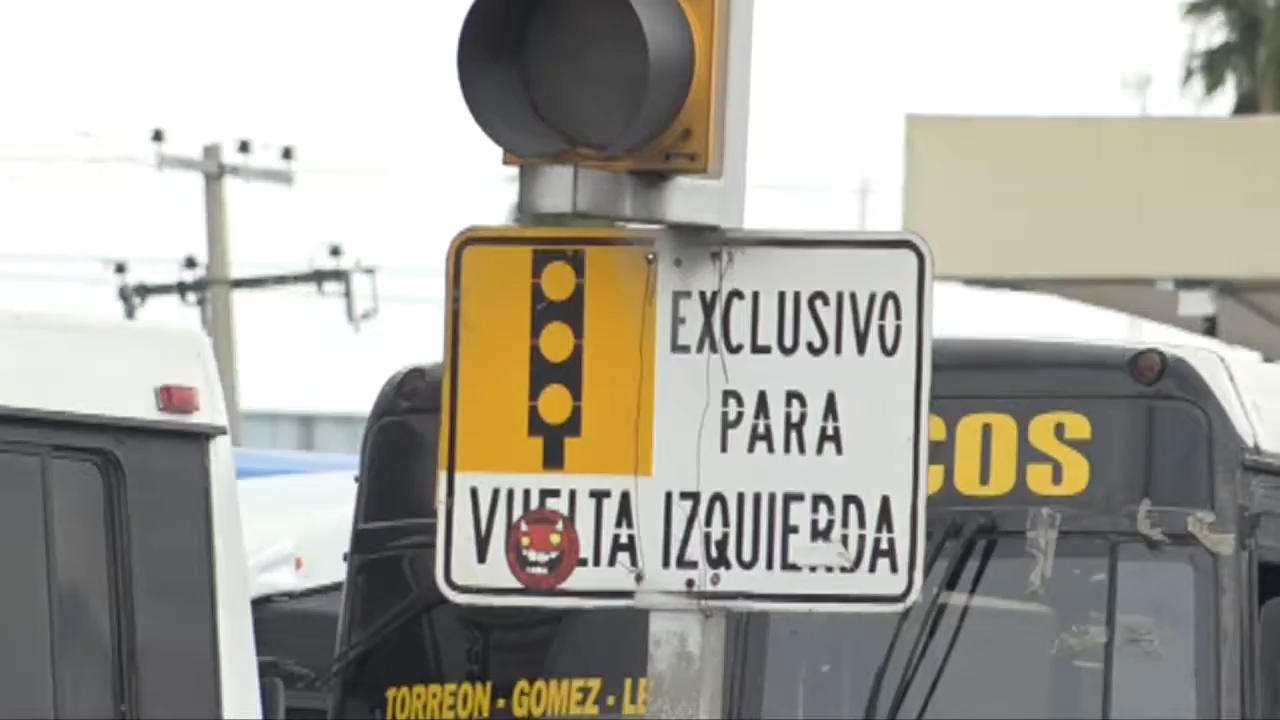 EXCLUSIVO
PARA
VUELTA IZQUIERDA
COS
TORREON - GOMEZ - LE